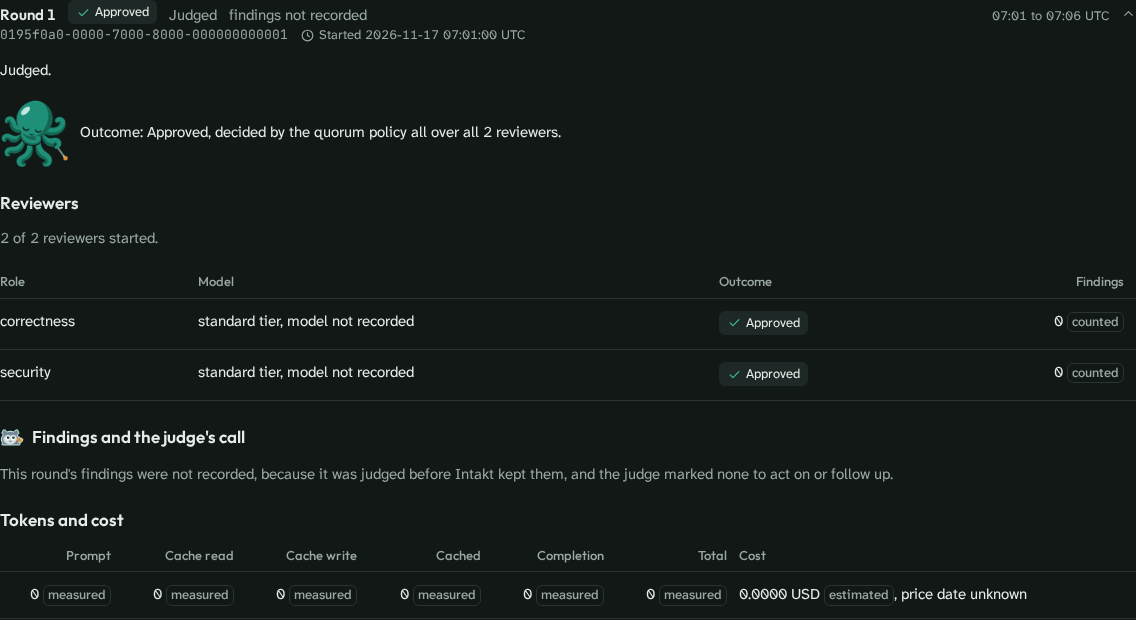 Round 1 Approved Judged findings not recorded 07:01 to 07:06 UTC
0195f0a0-0000-7000-8000-000000000001 Started 2026-11-17 07:01:00 UTC
Judged.
Outcome: Approved, decided by the quorum policy all over all 2 reviewers.
Reviewers
2 of 2 reviewers started.
Role Model Outcome Findings
correctness standard tier, model not recorded Approved 0 counted
security standard tier, model not recorded Approved 0 counted
Findings and the judge's call
This round's findings were not recorded, because it was judged before Intakt kept them, and the judge marked none to act on or follow up.
Tokens and cost
Prompt Cache read Cache write Cached Completion Total Cost
0 measured 0 measured 0 measured 0 measured 0 measured 0 measured 0.0000 USD estimated, price date unknown